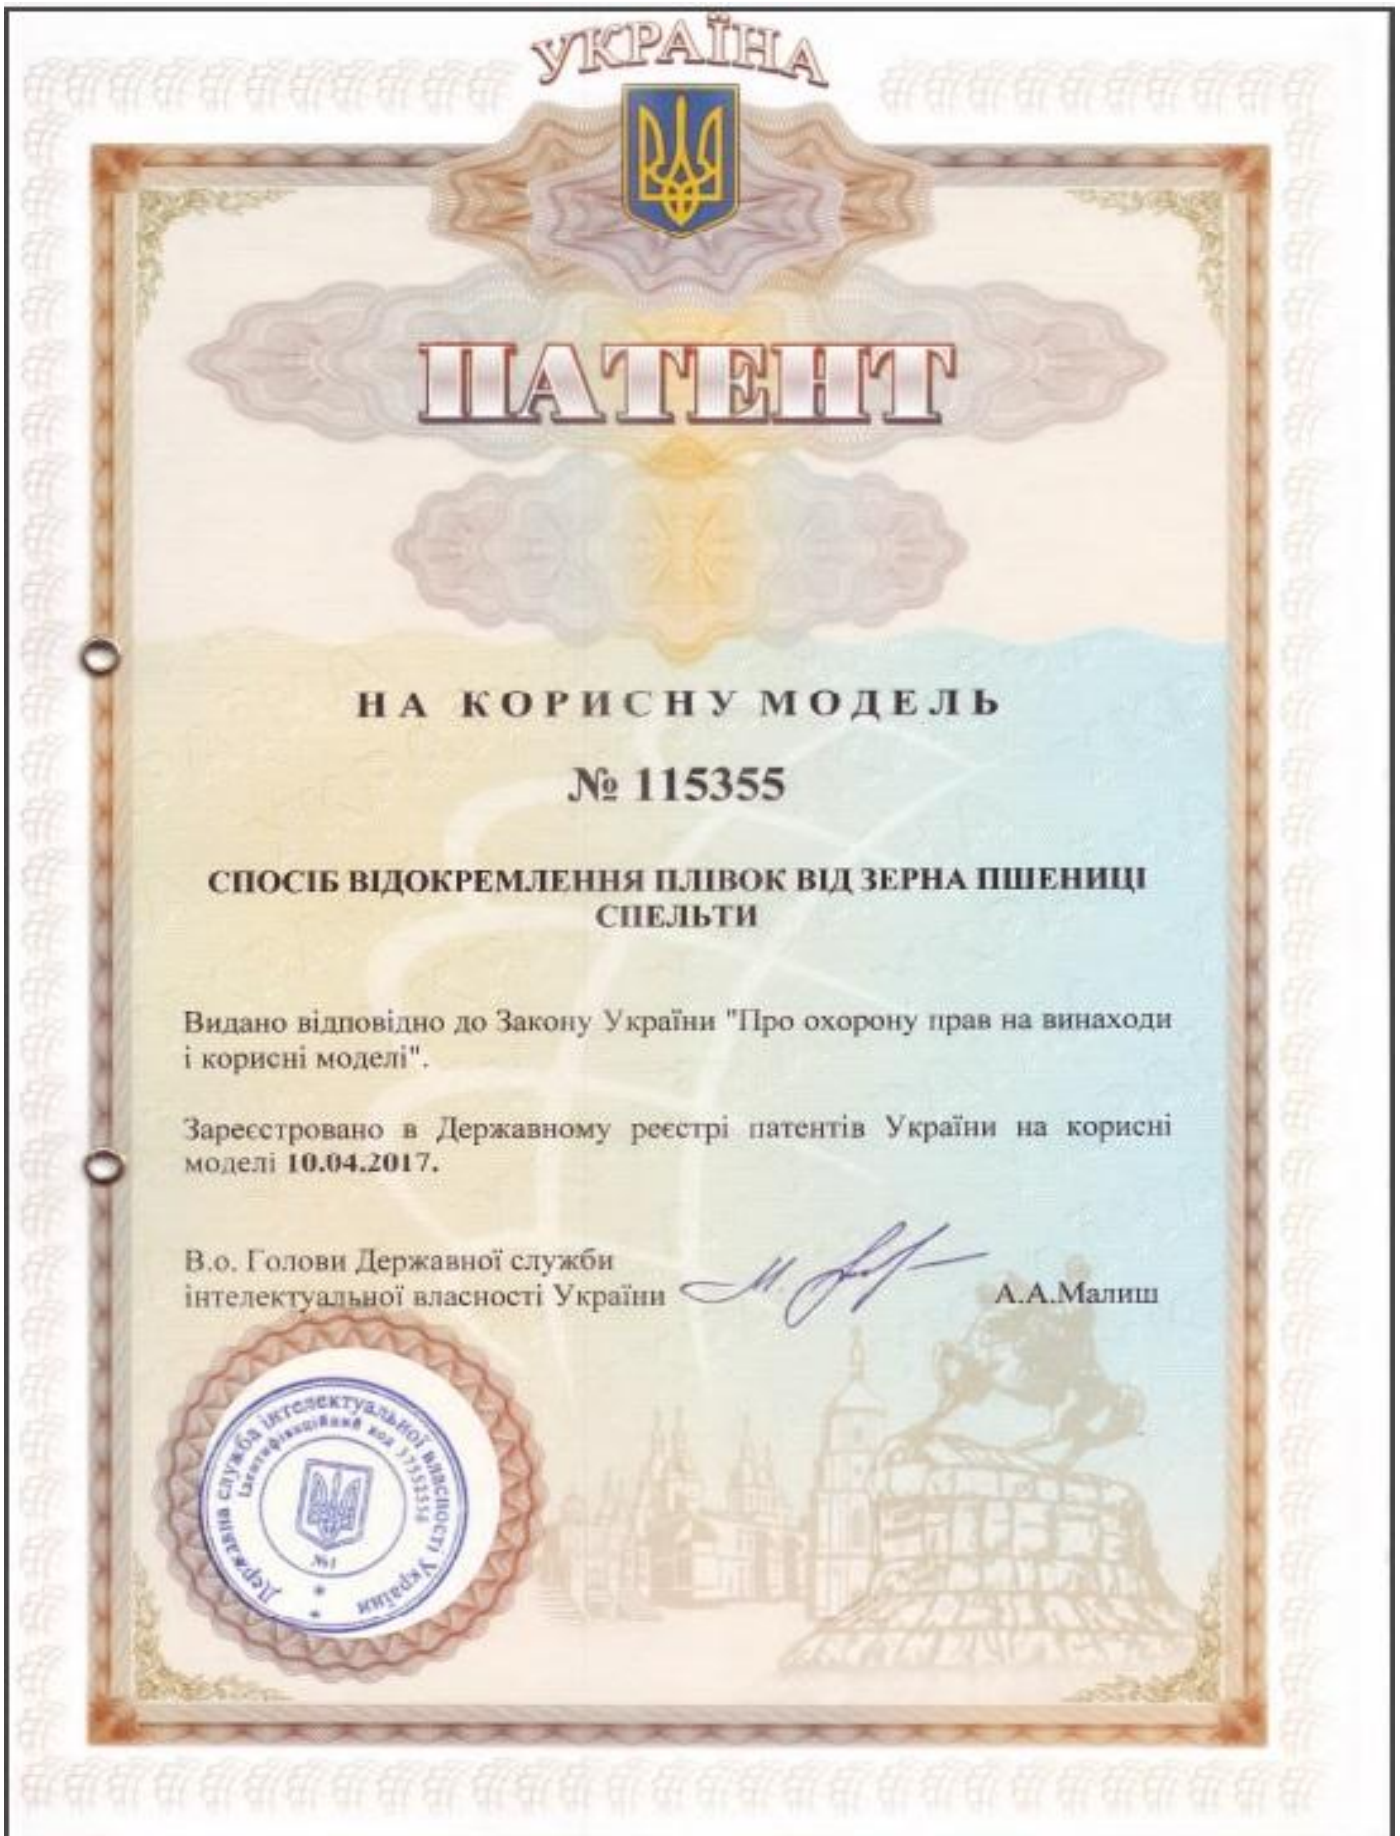 УКРАЇНА
ПАТЕНТ
НА КОРИСНУ МОДЕЛЬ
№ 115355
СПОСІБ ВІДОКРЕМЛЕННЯ ПЛІВОК ВІД ЗЕРНА ПШЕНИЦІ
СПЕЛЬТИ
Видано відповідно до Закону України "Про охорону прав на винаходи
і корисні моделі".
Зареєстровано в Державному реєстрі патентів України на корисні
моделі 10.04.2017.
В.о. Голови Державної служби
інтелектуальної власності України
А.А.Малиш
Державна служба інтелектуальної власності України
Ідентифікаційний код
№1